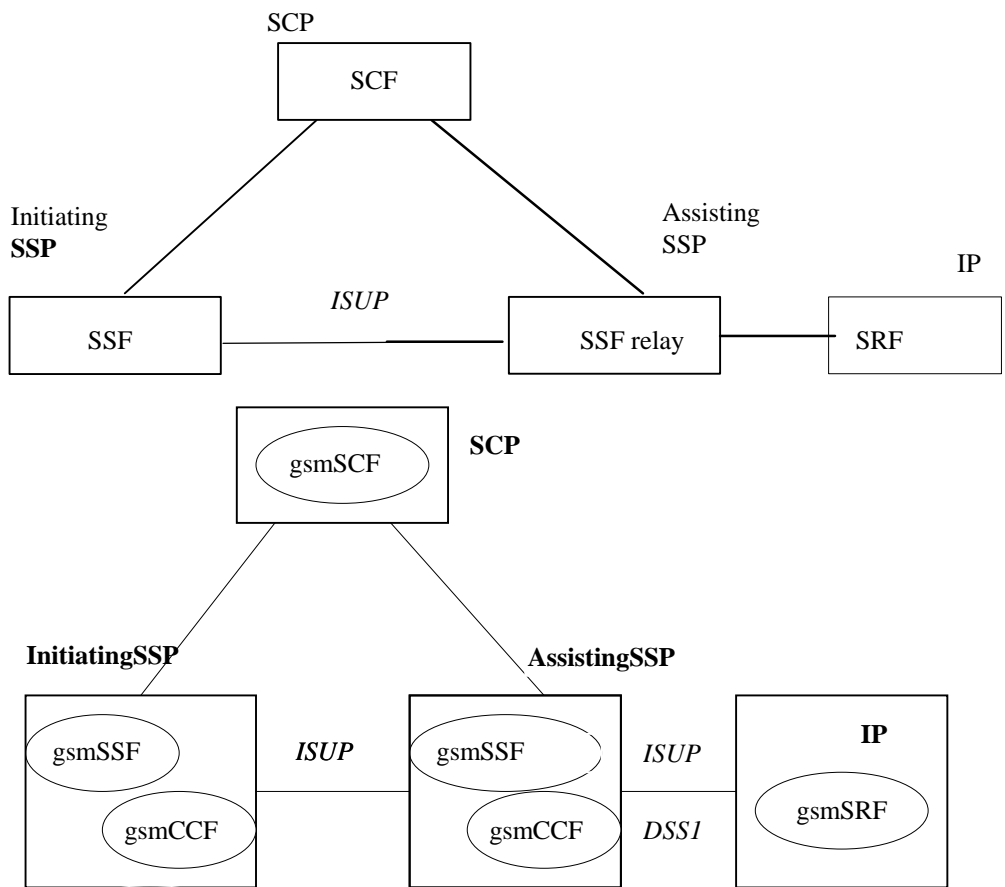 SCP
SCF
Initiating
SSP
Assisting
SSP
IP
ISUP
SSF
SSF relay
SRF
SCP
gsmSCF
InitiatingSSP
AssistingSSP
gsmSSF
ISUP
gsmSSF
ISUP
IP
gsmCCF
gsmCCF
DSS1
gsmSRF